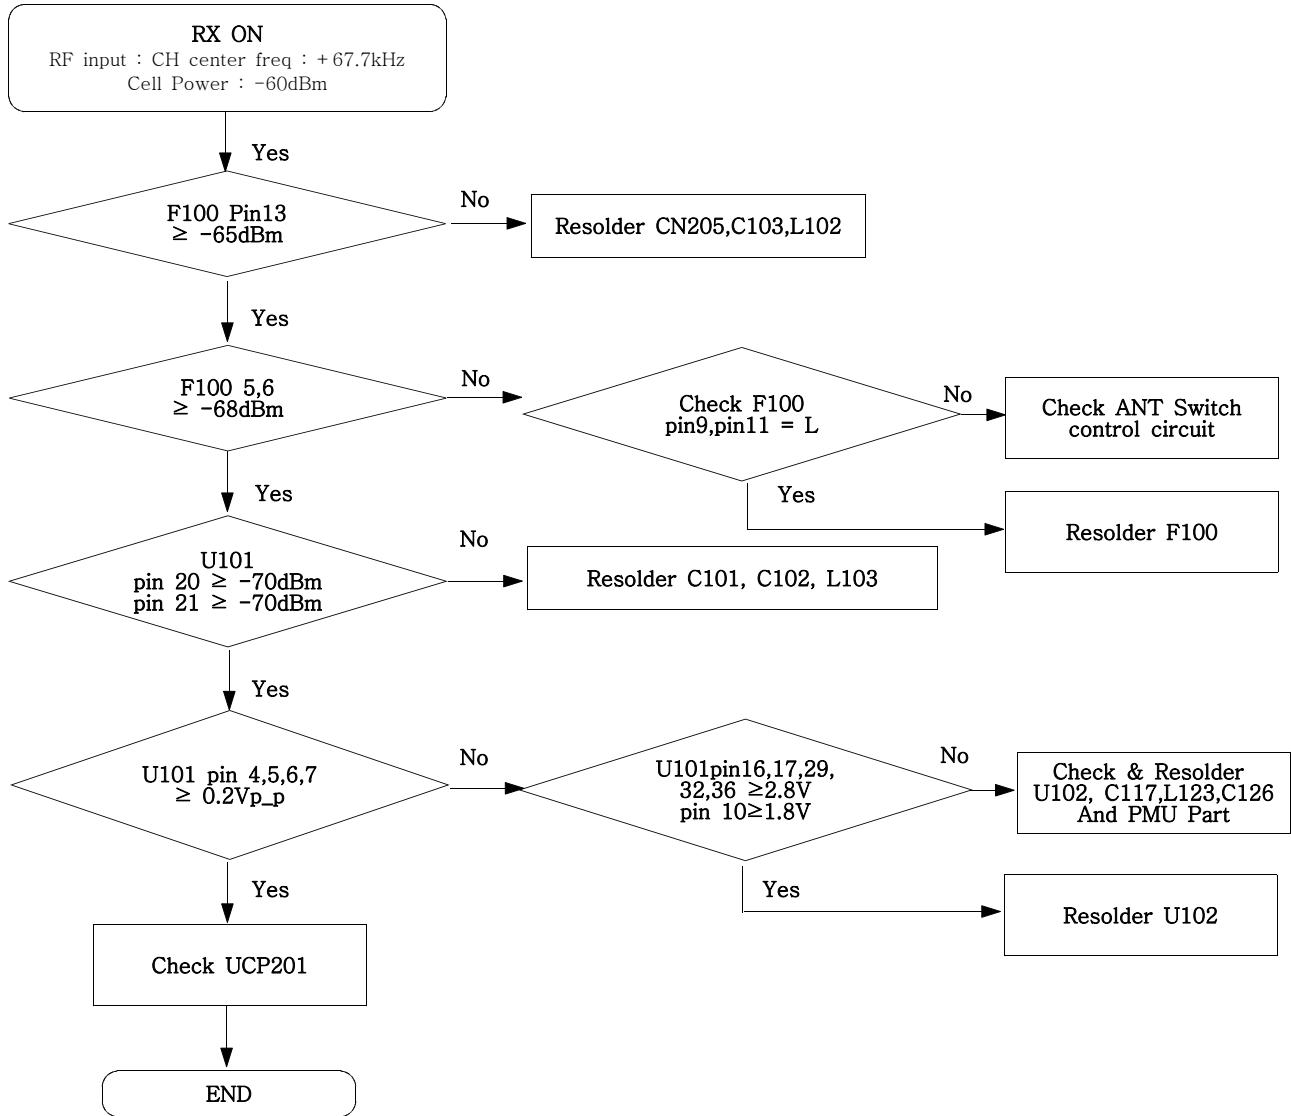 RX ON
RF input : CH center freq : +67.7kHz
Cell Power : -60dBm
Yes
F100 Pin13
≥ -65dBm
No
Resolder CN205,C103,L102
Yes
F100 5,6
≥ -68dBm
No
Check F100
pin9,pin11 = L
No
Check ANT Switch
control circuit
Yes
Resolder F100
Yes
U101
pin 20 ≥ -70dBm
pin 21 ≥ -70dBm
No
Resolder C101, C102, L103
Yes
U101 pin 4,5,6,7
≥ 0.2Vp_p
No
U101pin16,17,29,
32,36 ≥2.8V
pin 10≥1.8V
No
Check & Resolder
U102, C117,L123,C126
And PMU Part
Yes
Resolder U102
Yes
Check UCP201
END